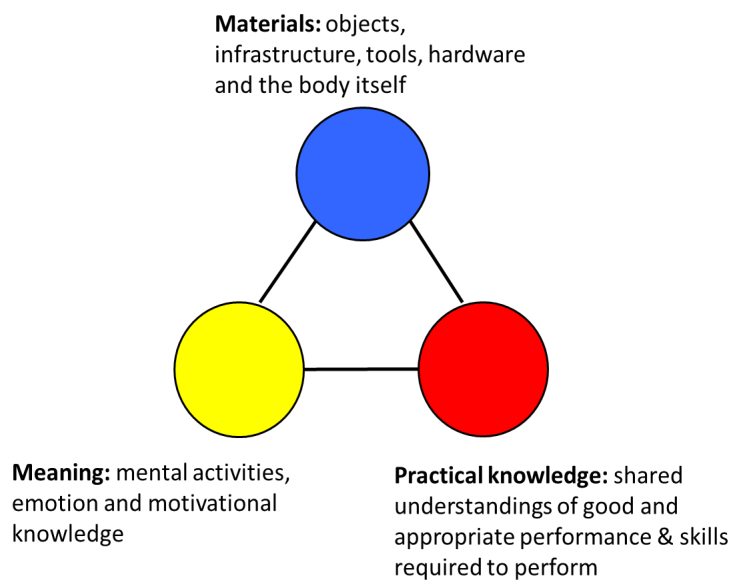 Materials: objects,
infrastructure, tools, hardware
and the body itself
Meaning: mental activities,
emotion and motivational
knowledge
Practical knowledge: shared
understandings of good and
appropriate performance & skills
required to perform